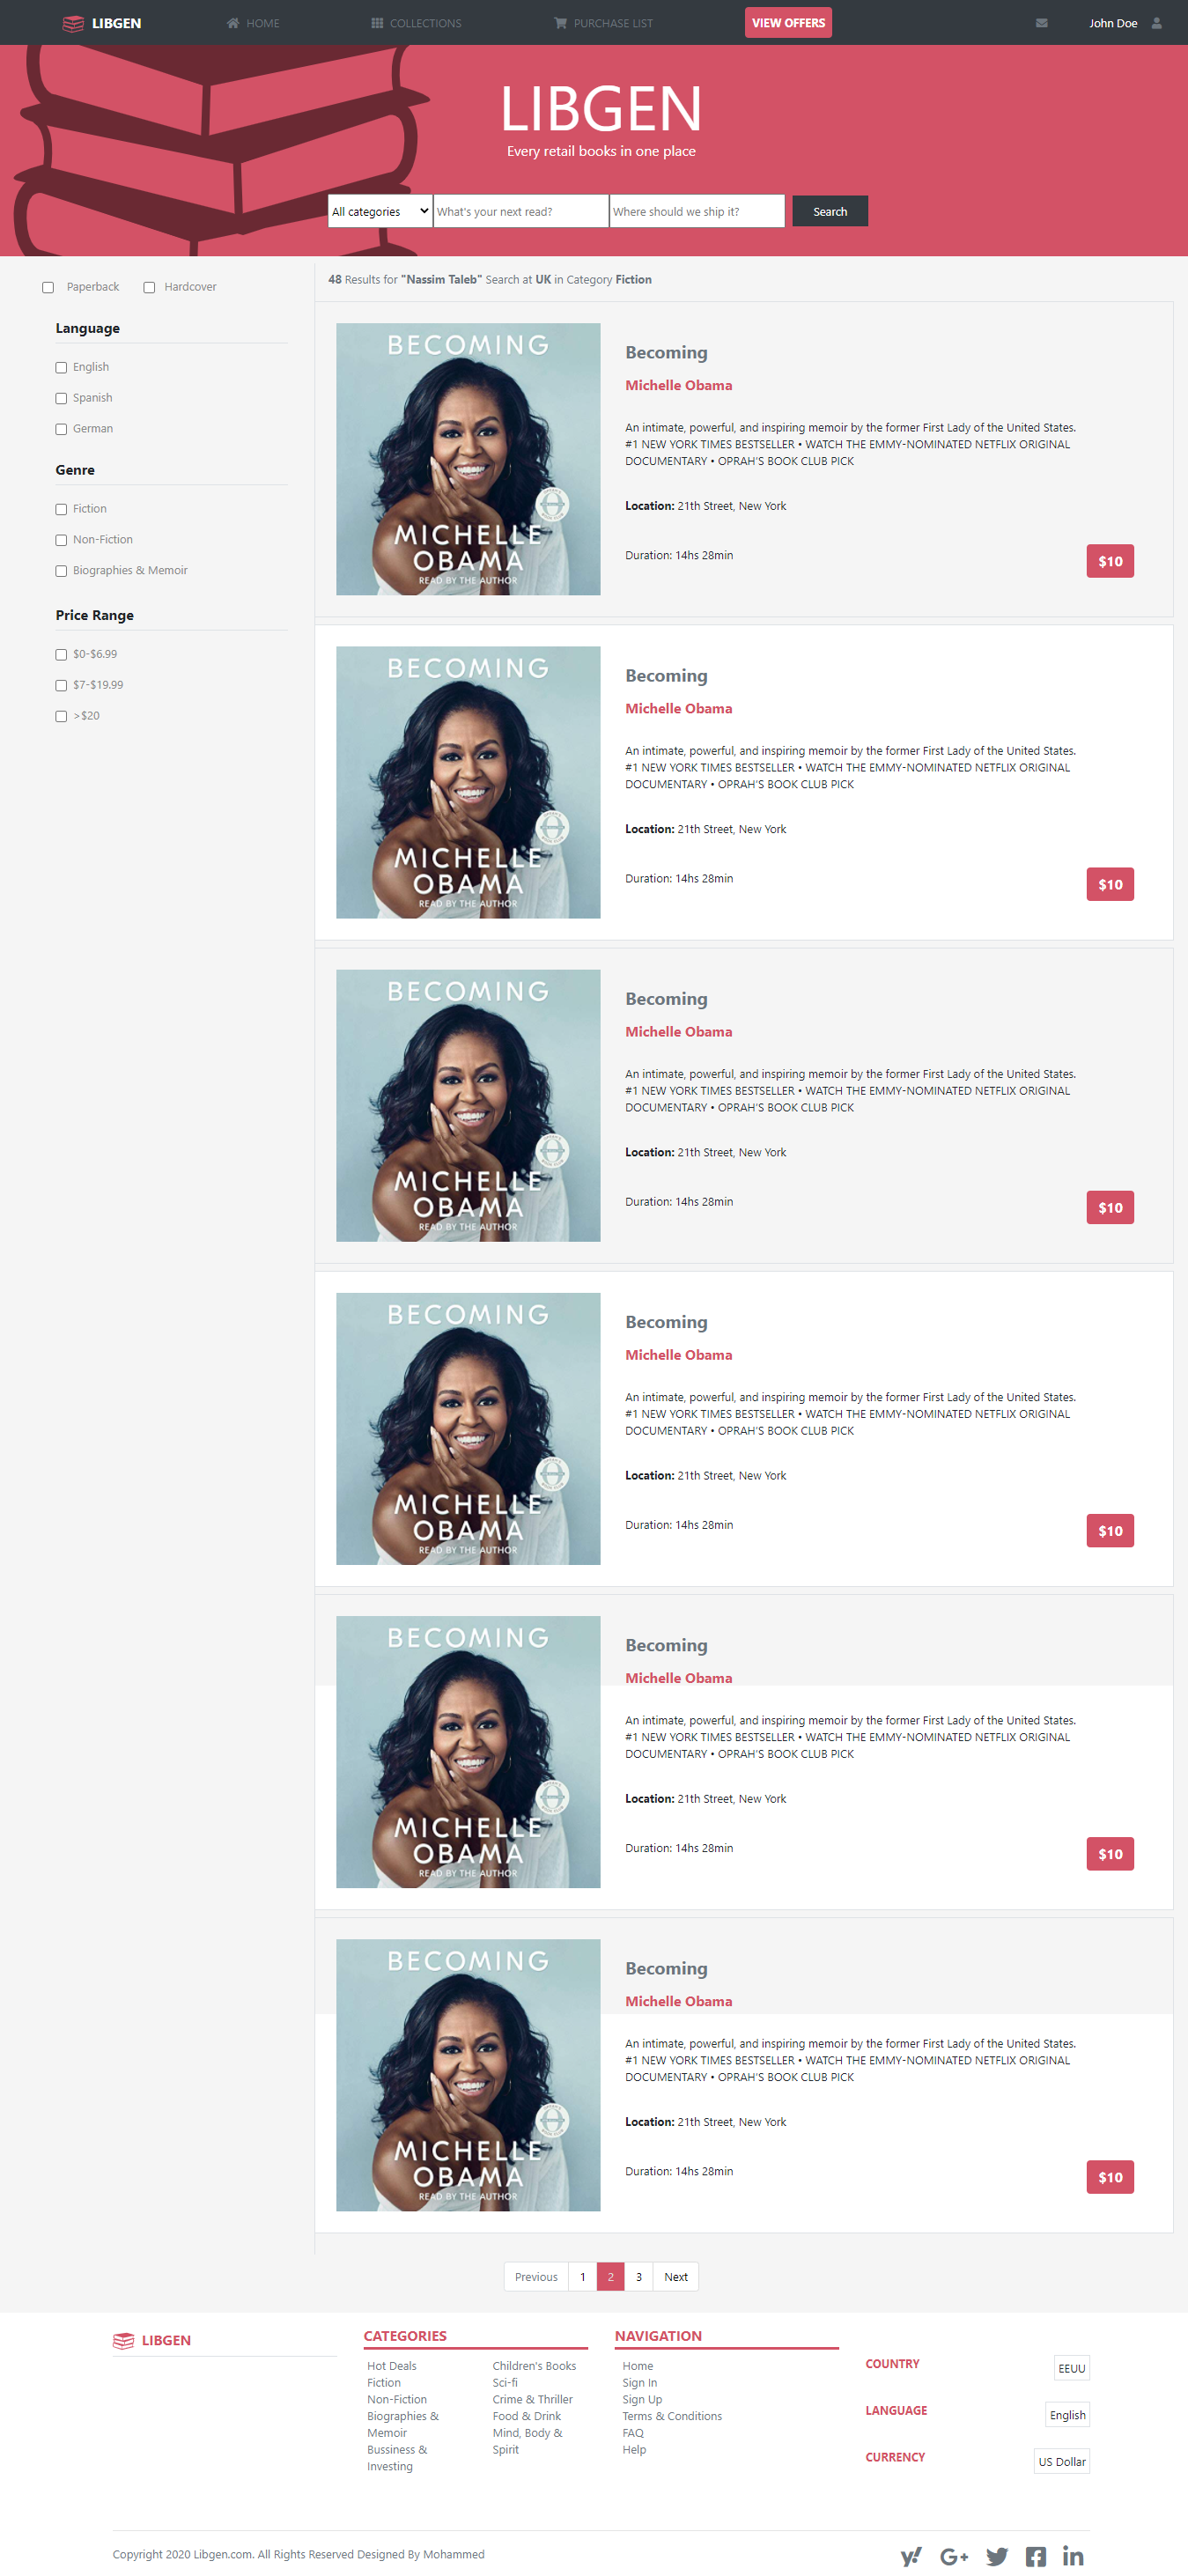 LIBGEN
HOME
COLLECTIONS
PURCHASE LIST
VIEW OFFERS
John Doe
LIBGEN
Every retail books in one place
All categories
What's your next read?
Where should we ship it?
Search
Paperback
Hardcover
Language
English
Spanish
German
Genre
Fiction
Non-Fiction
Biographies & Memoir
Price Range
$0-$6.99
$7-$19.99
>$20
48 Results for "Nassim Taleb" Search at UK in Category Fiction
BECOMING
MICHELLE
OBAMA
READ BY THE AUTHOR
Becoming
Michelle Obama
An intimate, powerful, and inspiring memoir by the former First Lady of the United States.
#1 NEW YORK TIMES BESTSELLER • WATCH THE EMMY-NOMINATED NETFLIX ORIGINAL
DOCUMENTARY • OPRAH'S BOOK CLUB PICK
Location: 21th Street, New York
Duration: 14hs 28min
$10
BECOMING
MICHELLE
OBAMA
READ BY THE AUTHOR
Becoming
Michelle Obama
An intimate, powerful, and inspiring memoir by the former First Lady of the United States.
#1 NEW YORK TIMES BESTSELLER • WATCH THE EMMY-NOMINATED NETFLIX ORIGINAL
DOCUMENTARY • OPRAH'S BOOK CLUB PICK
Location: 21th Street, New York
Duration: 14hs 28min
$10
BECOMING
MICHELLE
OBAMA
READ BY THE AUTHOR
Becoming
Michelle Obama
An intimate, powerful, and inspiring memoir by the former First Lady of the United States.
#1 NEW YORK TIMES BESTSELLER • WATCH THE EMMY-NOMINATED NETFLIX ORIGINAL
DOCUMENTARY • OPRAH'S BOOK CLUB PICK
Location: 21th Street, New York
Duration: 14hs 28min
$10
BECOMING
MICHELLE
OBAMA
READ BY THE AUTHOR
Becoming
Michelle Obama
An intimate, powerful, and inspiring memoir by the former First Lady of the United States.
#1 NEW YORK TIMES BESTSELLER • WATCH THE EMMY-NOMINATED NETFLIX ORIGINAL
DOCUMENTARY • OPRAH'S BOOK CLUB PICK
Location: 21th Street, New York
Duration: 14hs 28min
$10
BECOMING
MICHELLE
OBAMA
READ BY THE AUTHOR
Becoming
Michelle Obama
An intimate, powerful, and inspiring memoir by the former First Lady of the United States.
#1 NEW YORK TIMES BESTSELLER • WATCH THE EMMY-NOMINATED NETFLIX ORIGINAL
DOCUMENTARY • OPRAH'S BOOK CLUB PICK
Location: 21th Street, New York
Duration: 14hs 28min
$10
BECOMING
MICHELLE
OBAMA
READ BY THE AUTHOR
Becoming
Michelle Obama
An intimate, powerful, and inspiring memoir by the former First Lady of the United States.
#1 NEW YORK TIMES BESTSELLER • WATCH THE EMMY-NOMINATED NETFLIX ORIGINAL
DOCUMENTARY • OPRAH'S BOOK CLUB PICK
Location: 21th Street, New York
Duration: 14hs 28min
$10
Previous 1 2 3 Next
LIBGEN
CATEGORIES
Hot Deals
Fiction
Non-Fiction
Biographies &
Memoir
Bussiness &
Investing
Children's Books
Sci-fi
Crime & Thriller
Food & Drink
Mind, Body &
Spirit
NAVIGATION
Home
Sign In
Sign Up
Terms & Conditions
FAQ
Help
COUNTRY EEUU
LANGUAGE English
CURRENCY US Dollar
Copyright 2020 Libgen.com. All Rights Reserved Designed By Mohammed